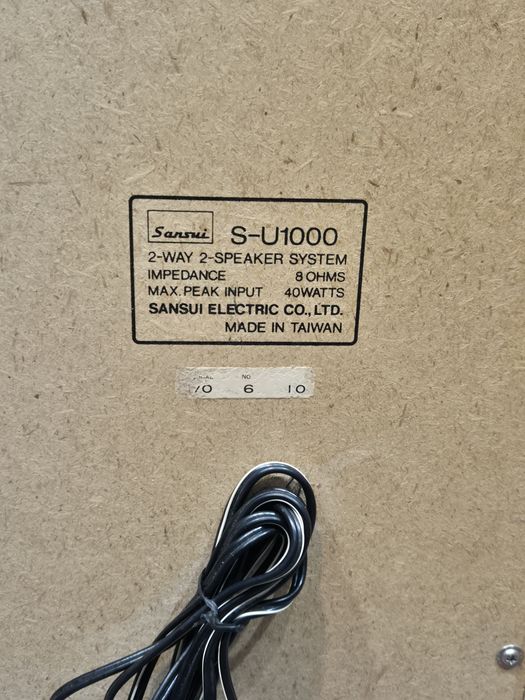 Sansui S-U1000
2-WAY 2-SPEAKER SYSTEM
IMPEDANCE 8 OHMS
MAX. PEAK INPUT 40WATTS
SANSUI ELECTRIC CO., LTD.
MADE IN TAIWAN
NO
6 10